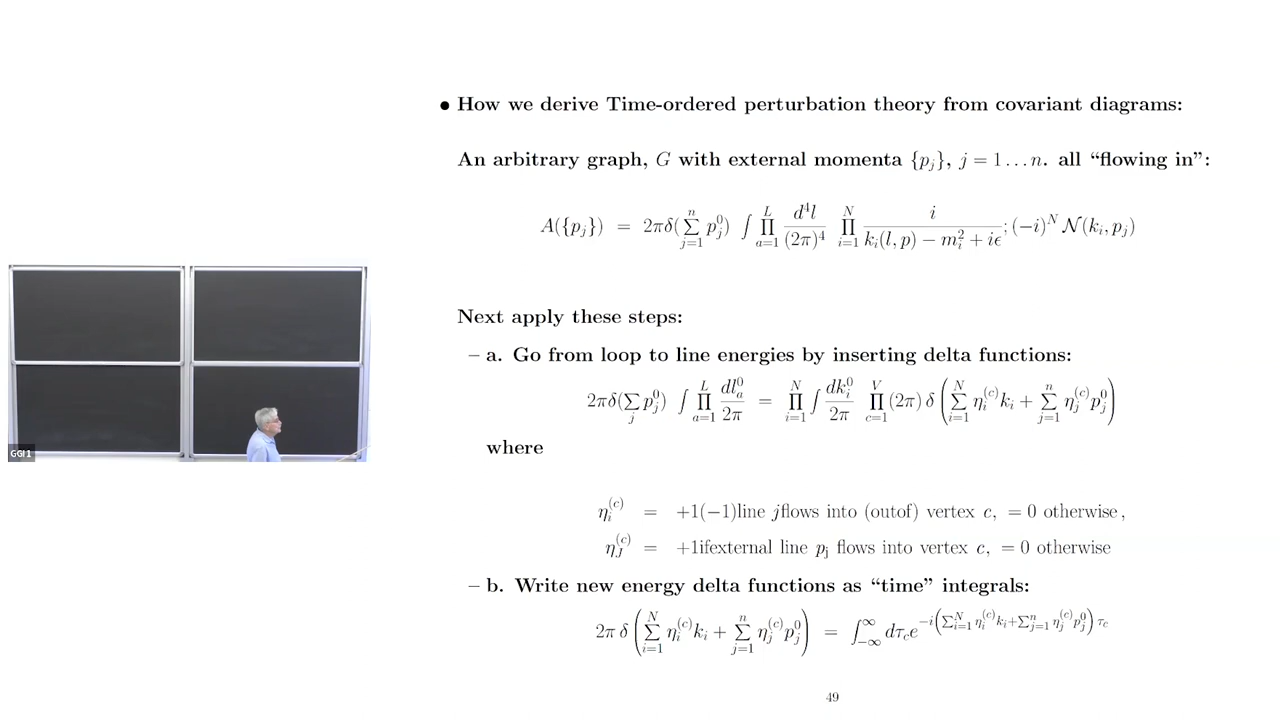 • How we derive Time-ordered perturbation theory from covariant diagrams:
An arbitrary graph, G with external momenta {p_j}, j = 1…n. all “flowing in”:
A({p_j}) = 2πδ(∑_{j=1}^{n} p_j^0) ∫ ∏_{a=1}^{L} d^4l/(2π)^4 ∏_{i=1}^{N} i/(k_i(l, p) − m_i^2 + iϵ) ; (−i)^N 𝒩(k_i, p_j)
Next apply these steps:
– a. Go from loop to line energies by inserting delta functions:
2πδ(∑_j p_j^0) ∫ ∏_{a=1}^{L} dl_a^0/2π = ∏_{i=1}^{N} ∫ dk_i^0/2π ∏_{c=1}^{V} (2π) δ(∑_{i=1}^{N} η_i^{(c)} k_i + ∑_{j=1}^{n} η_j^{(c)} p_j^0)
where
η_i^{(c)} = +1(−1)line jflows into (outof) vertex c, = 0 otherwise ,
η_J^{(c)} = +1ifexternal line p_j flows into vertex c, = 0 otherwise
– b. Write new energy delta functions as “time” integrals:
2π δ(∑_{i=1}^{N} η_i^{(c)} k_i + ∑_{j=1}^{n} η_j^{(c)} p_j^0) = ∫_{−∞}^{∞} dτ_c e^{−i(∑_{i=1}^{N} η_i^{(c)} k_i + ∑_{j=1}^{n} η_j^{(c)} p_j^0) τ_c}
GGI 1
49